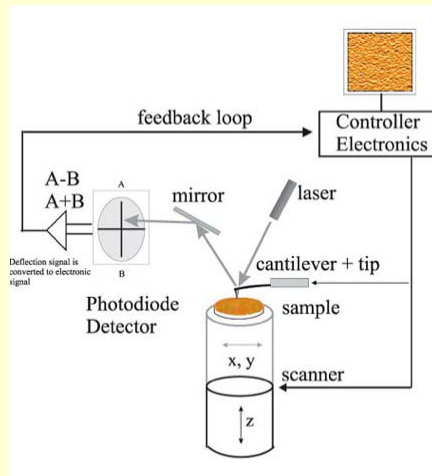 feedback loop
Controller
Electronics
A-B
A+B
A
mirror
laser
Deflection signal is
converted to electronic
signal
B
cantilever + tip
Photodiode
Detector
sample
x, y
scanner
z